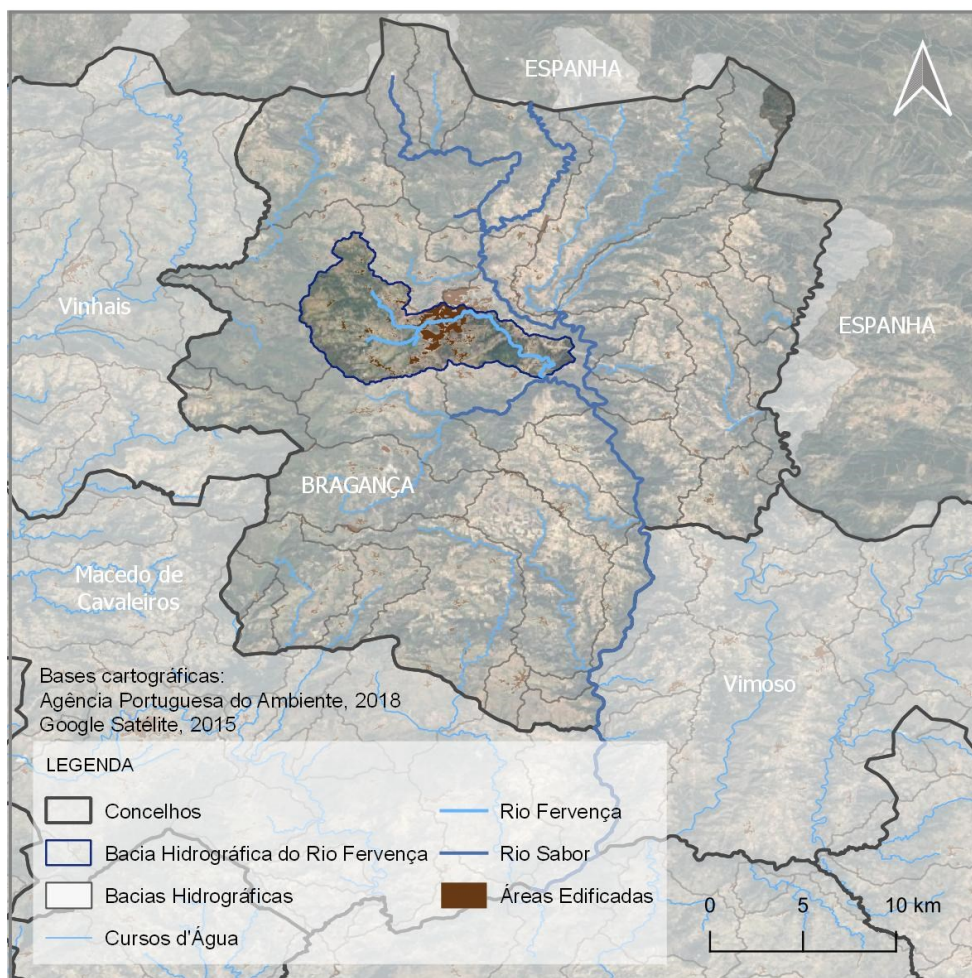 ESPANHA
Vinhais
ESPANHA
BRAGANÇA
Macedo de
Cavaleiros
Vimoso
Bases cartográficas:
Agência Portuguesa do Ambiente, 2018
Google Satélite, 2015
LEGENDA
Concelhos
Bacia Hidrográfica do Rio Fervença
Bacias Hidrográficas
Cursos d'Água
Rio Fervença
Rio Sabor
Áreas Edificadas
0 5 10 km